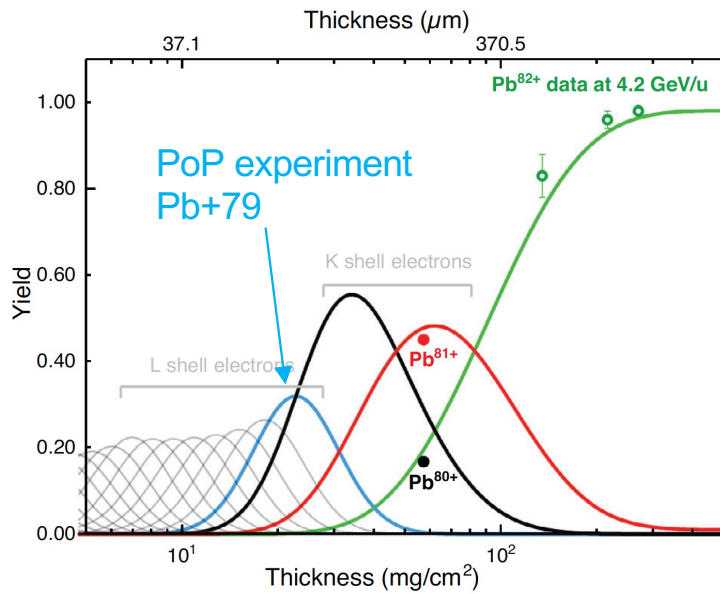 Thickness (μm)
37.1 370.5
Pb⁸²⁺ data at 4.2 GeV/u
1.00
PoP experiment
Pb+79
0.80
K shell electrons
0.60
Yield
0.40
Pb⁸¹⁺
L shell electrons
0.20
Pb⁸⁰⁺
0.00
10¹ 10²
Thickness (mg/cm²)